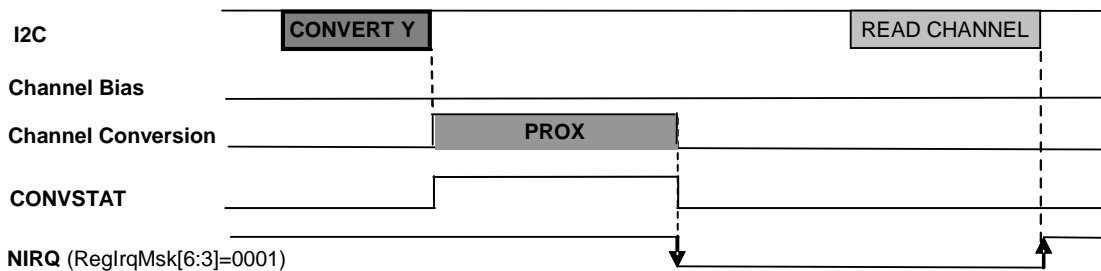 I2C
CONVERT Y
READ CHANNEL
Channel Bias
Channel Conversion
PROX
CONVSTAT
NIRQ (RegIrqMsk[6:3]=0001)